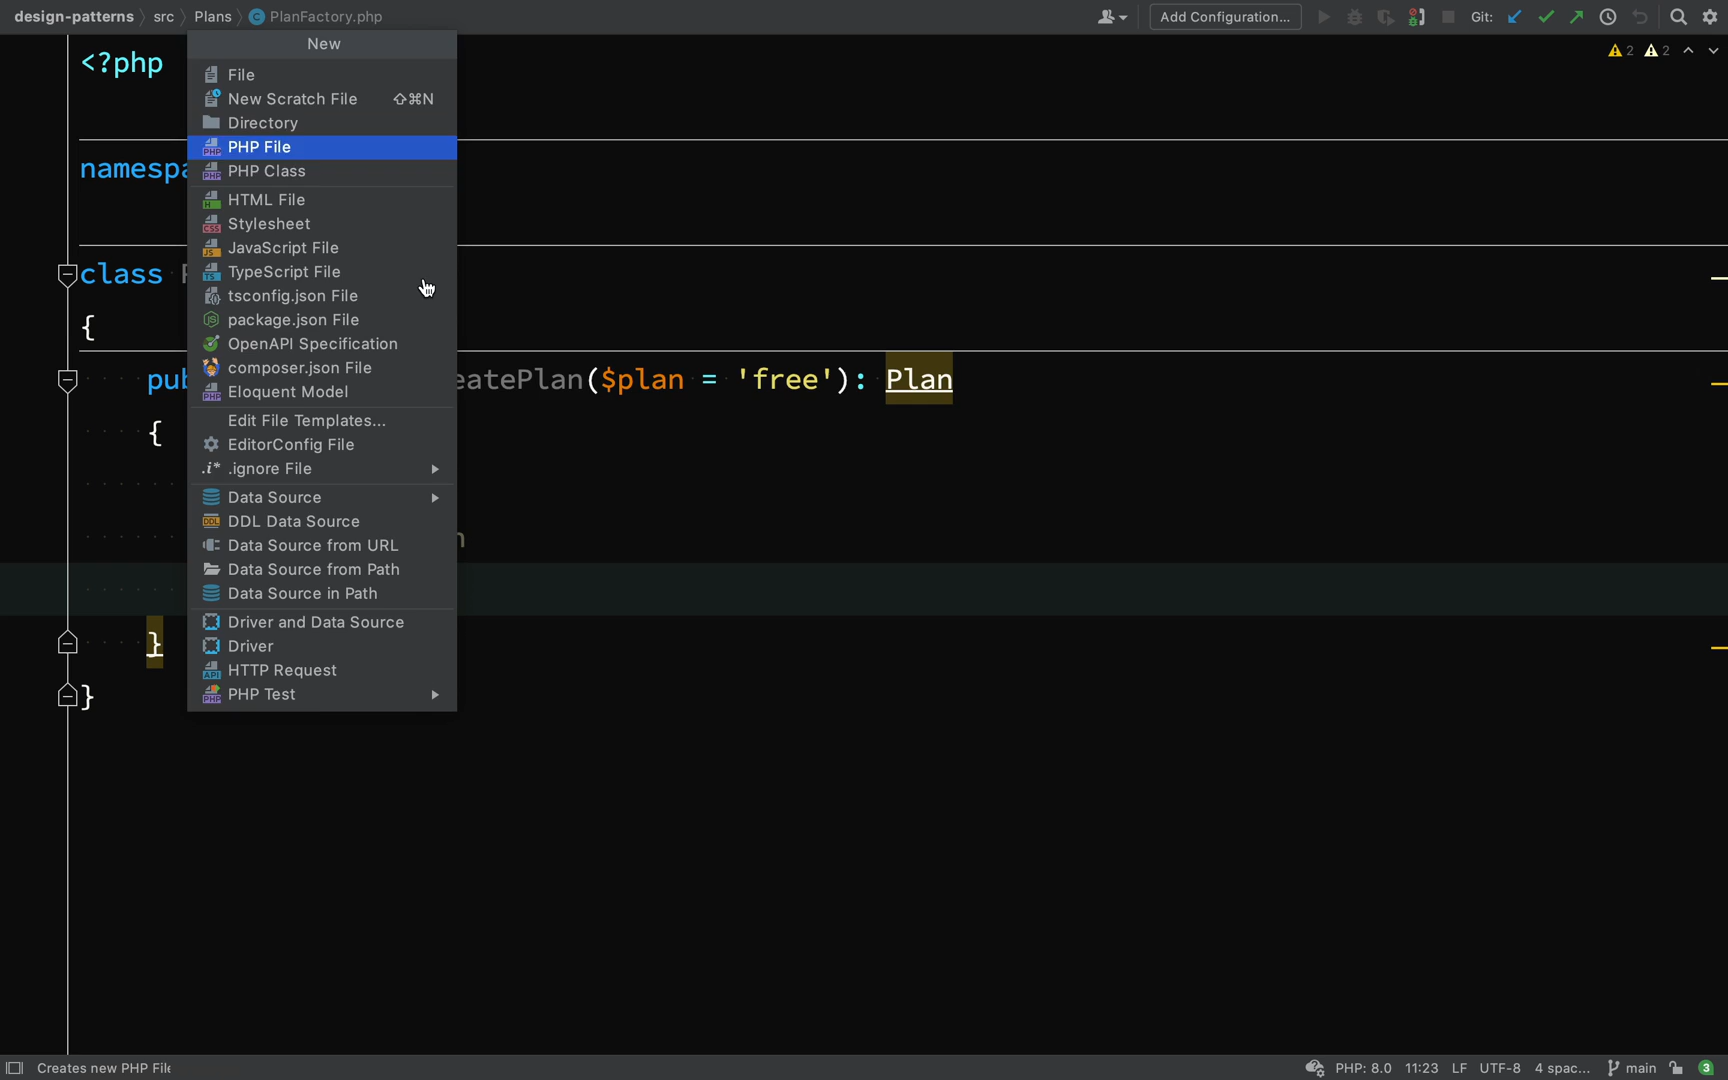 design-patterns src Plans PlanFactory.php Add Configuration... Git:
New
<?php
2 2
File
New Scratch File ⇧⌘N
Directory
PHP File
namespa
PHP Class
HTML File
Stylesheet
JavaScript File
class
TypeScript File
tsconfig.json File
{
package.json File
OpenAPI Specification
composer.json File
pub eatePlan($plan = 'free'): Plan
Eloquent Model
Edit File Templates...
{
EditorConfig File
.i* .ignore File
Data Source
DDL Data Source
Data Source from URL
Data Source from Path
Data Source in Path
Driver and Data Source
}
Driver
HTTP Request
PHP Test
}
Creates new PHP File PHP: 8.0 11:23 LF UTF-8 4 spac... main 3